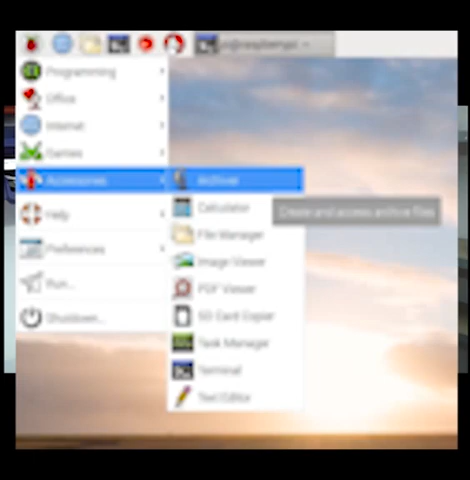 pi@raspberrypi: ~
Programming
Office
Internet
Games
Accessories
Help
Preferences
Run...
Shutdown...
Archiver
Calculator
File Manager
Image Viewer
PDF Viewer
SD Card Copier
Task Manager
Terminal
Text Editor
Create and access archive files